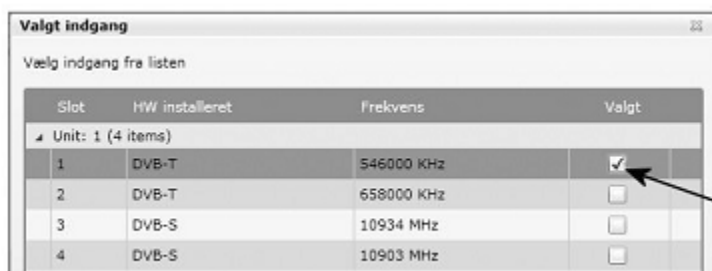 Valgt indgang
Vælg indgang fra listen
Slot HW installeret Frekvens Valgt
Unit: 1 (4 items)
1 DVB-T 546000 KHz
2 DVB-T 658000 KHz
3 DVB-S 10934 MHz
4 DVB-S 10903 MHz